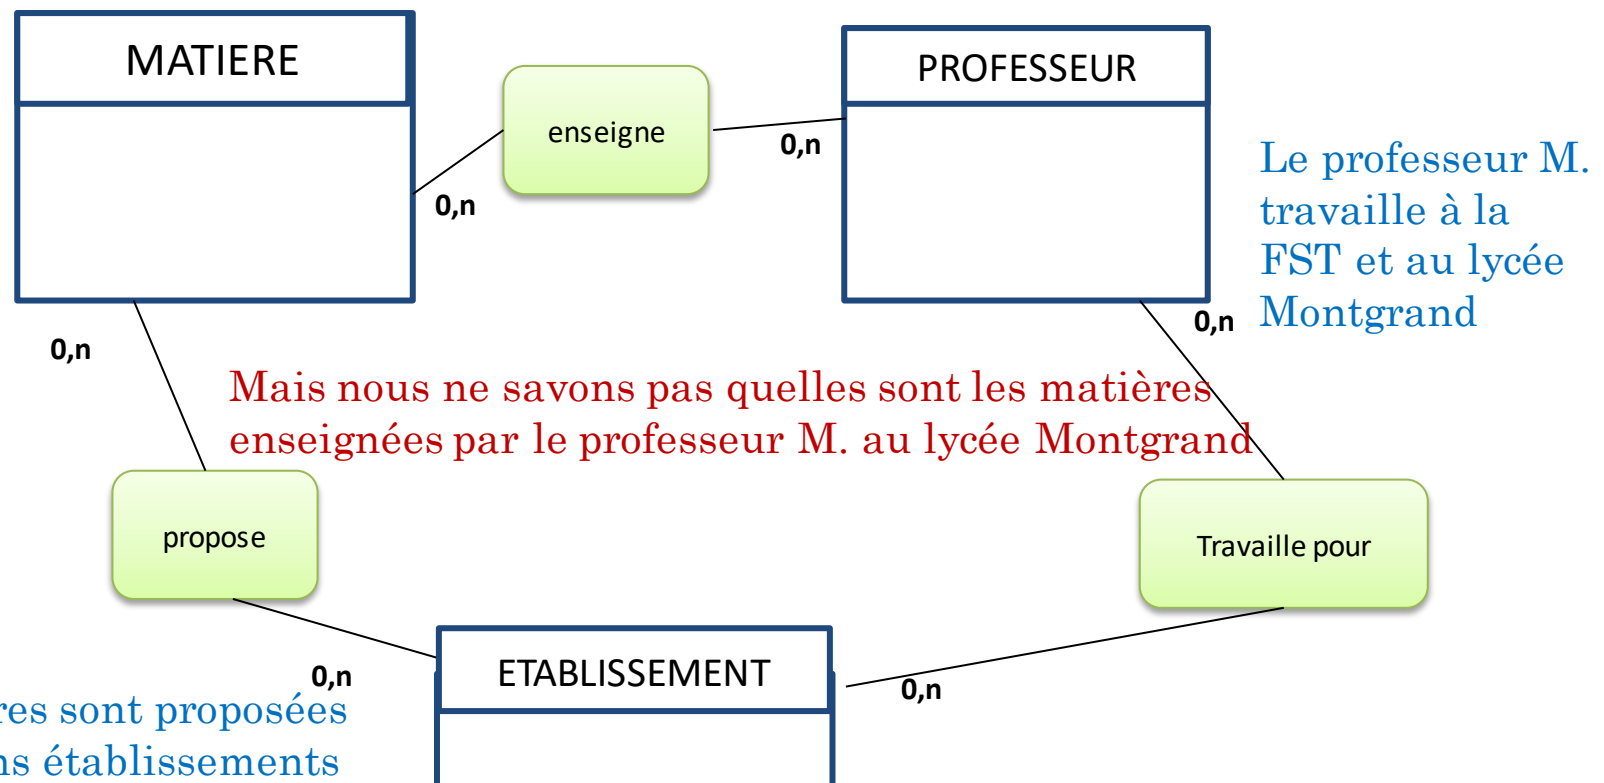 MATIERE
PROFESSEUR
enseigne
0,n
0,n
Le professeur M.
travaille à la
FST et au lycée
Montgrand
0,n
0,n
Mais nous ne savons pas quelles sont les matières
enseignées par le professeur M. au lycée Montgrand
propose
Travaille pour
0,n
ETABLISSEMENT
0,n
res sont proposées
ns établissements